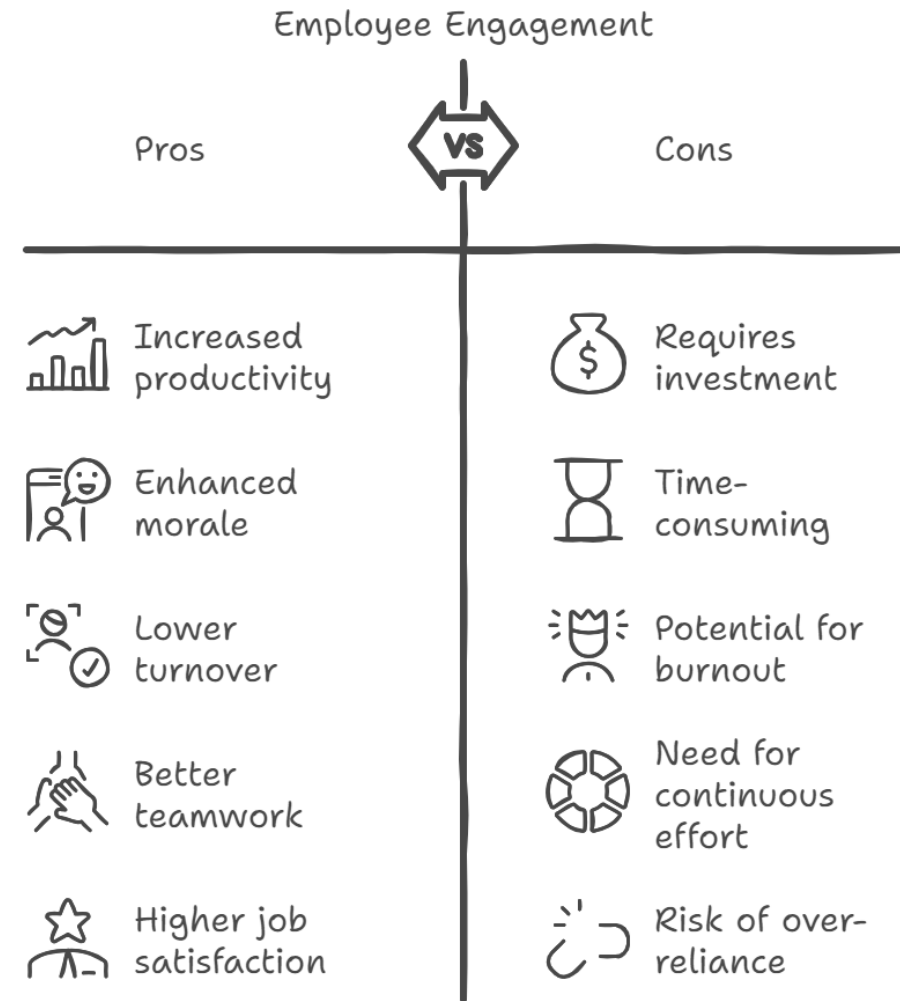 Employee Engagement
Pros
VS
Cons
Increased
productivity
Requires
investment
$
Enhanced
morale
Time-
consuming
Lower
turnover
Potential for
burnout
Better
teamwork
Need for
continuous
effort
Higher job
satisfaction
Risk of over-
reliance